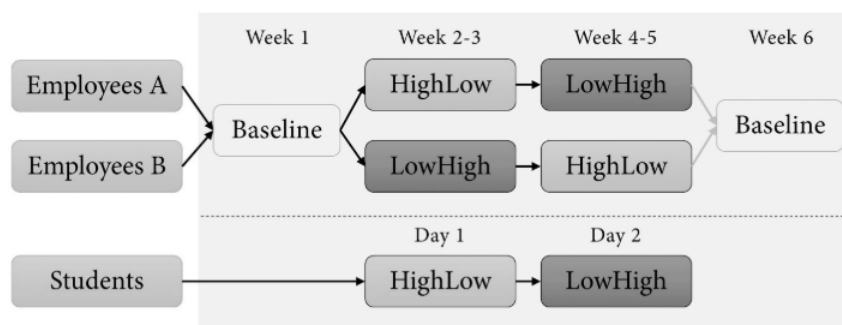 Week 1
Week 2-3
Week 4-5
Week 6
Employees A
HighLow
LowHigh
Baseline
Baseline
Employees B
LowHigh
HighLow
Day 1
Day 2
Students
HighLow
LowHigh